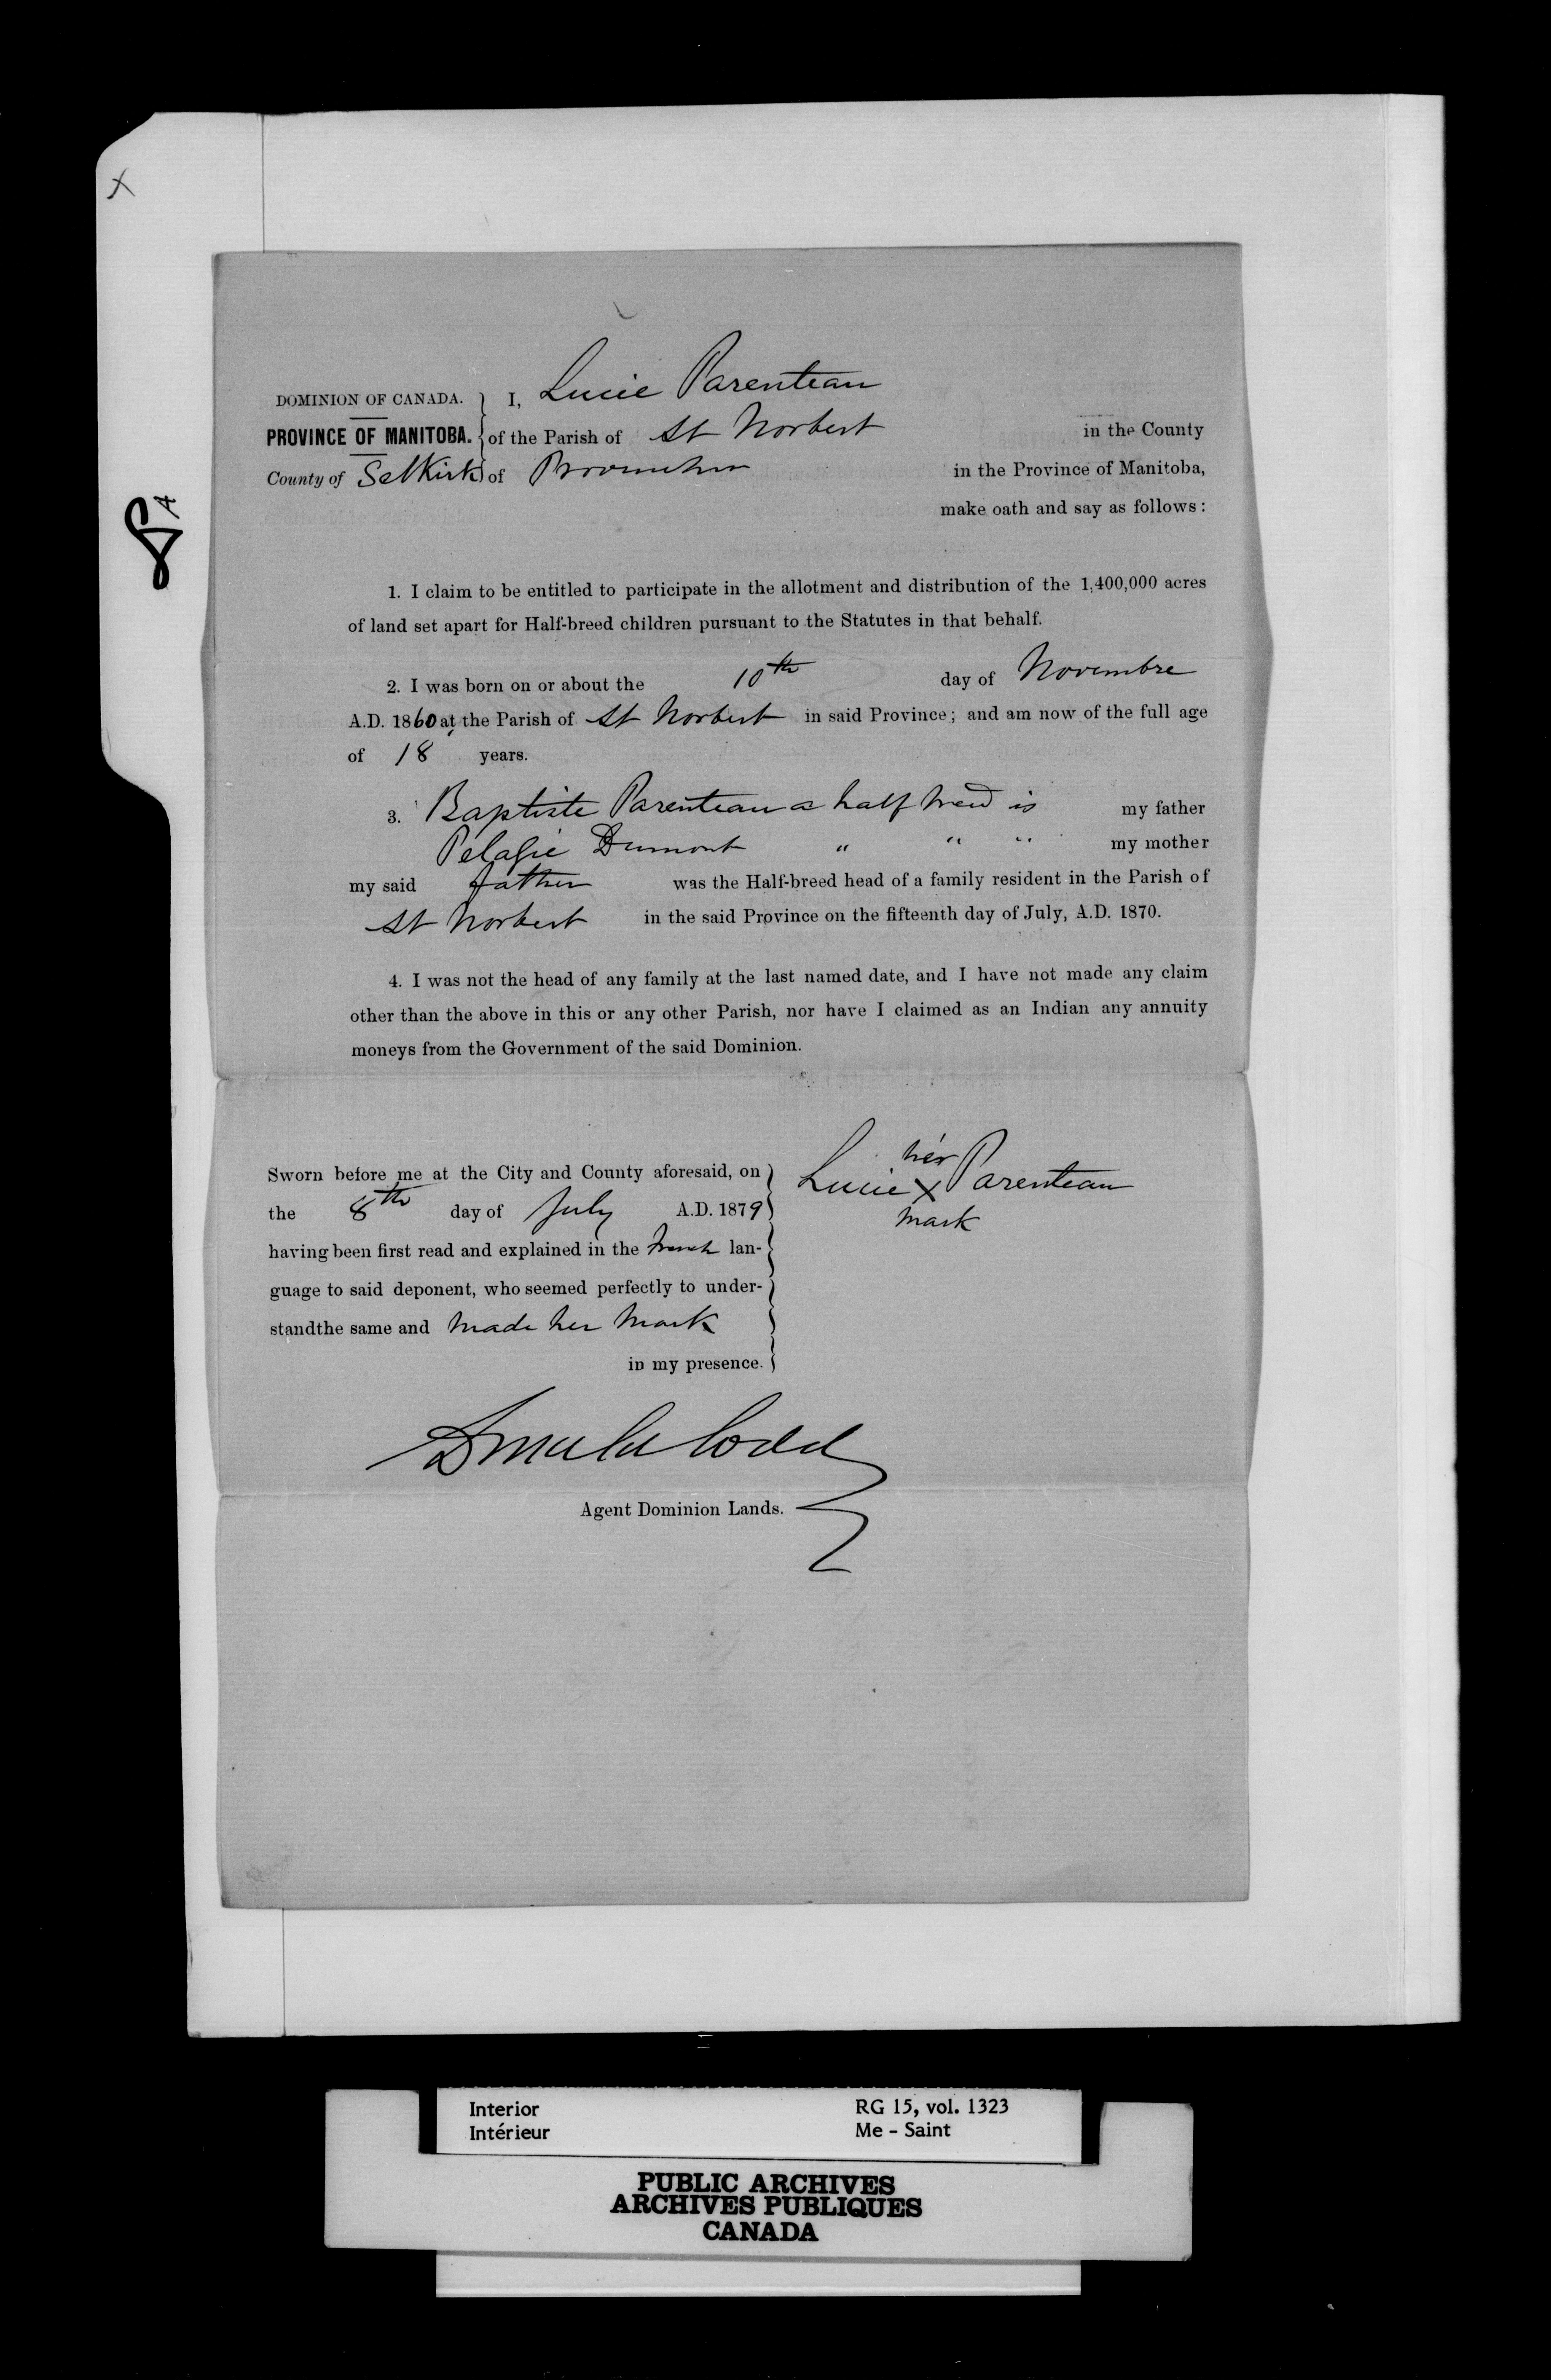 X
DOMINION OF CANADA. } I, Lucie Parenteau
PROVINCE OF MANITOBA. of the Parish of St Norbert in the County
County of Selkirk of Provencher in the Province of Manitoba,
make oath and say as follows:
1. I claim to be entitled to participate in the allotment and distribution of the 1,400,000 acres
of land set apart for Half-breed children pursuant to the Statutes in that behalf.
2. I was born on or about the 10th day of Novembre
A.D. 1860 at the Parish of St Norbert in said Province; and am now of the full age
of 18 years.
3. Baptiste Parenteau a half breed is my father
Pélagie Dumont " " " my mother
my said father was the Half-breed head of a family resident in the Parish of
St Norbert in the said Province on the fifteenth day of July, A.D. 1870.
4. I was not the head of any family at the last named date, and I have not made any claim
other than the above in this or any other Parish, nor have I claimed as an Indian any annuity
moneys from the Government of the said Dominion.
Sworn before me at the City and County aforesaid, on
the 8th day of July A.D. 1879
having been first read and explained in the french lan-
guage to said deponent, who seemed perfectly to under-
standthe same and made her mark
in my presence.
her
Lucie X Parenteau
mark
Agent Dominion Lands.
Interior RG 15, vol. 1323
Intérieur Me - Saint
PUBLIC ARCHIVES
ARCHIVES PUBLIQUES
CANADA